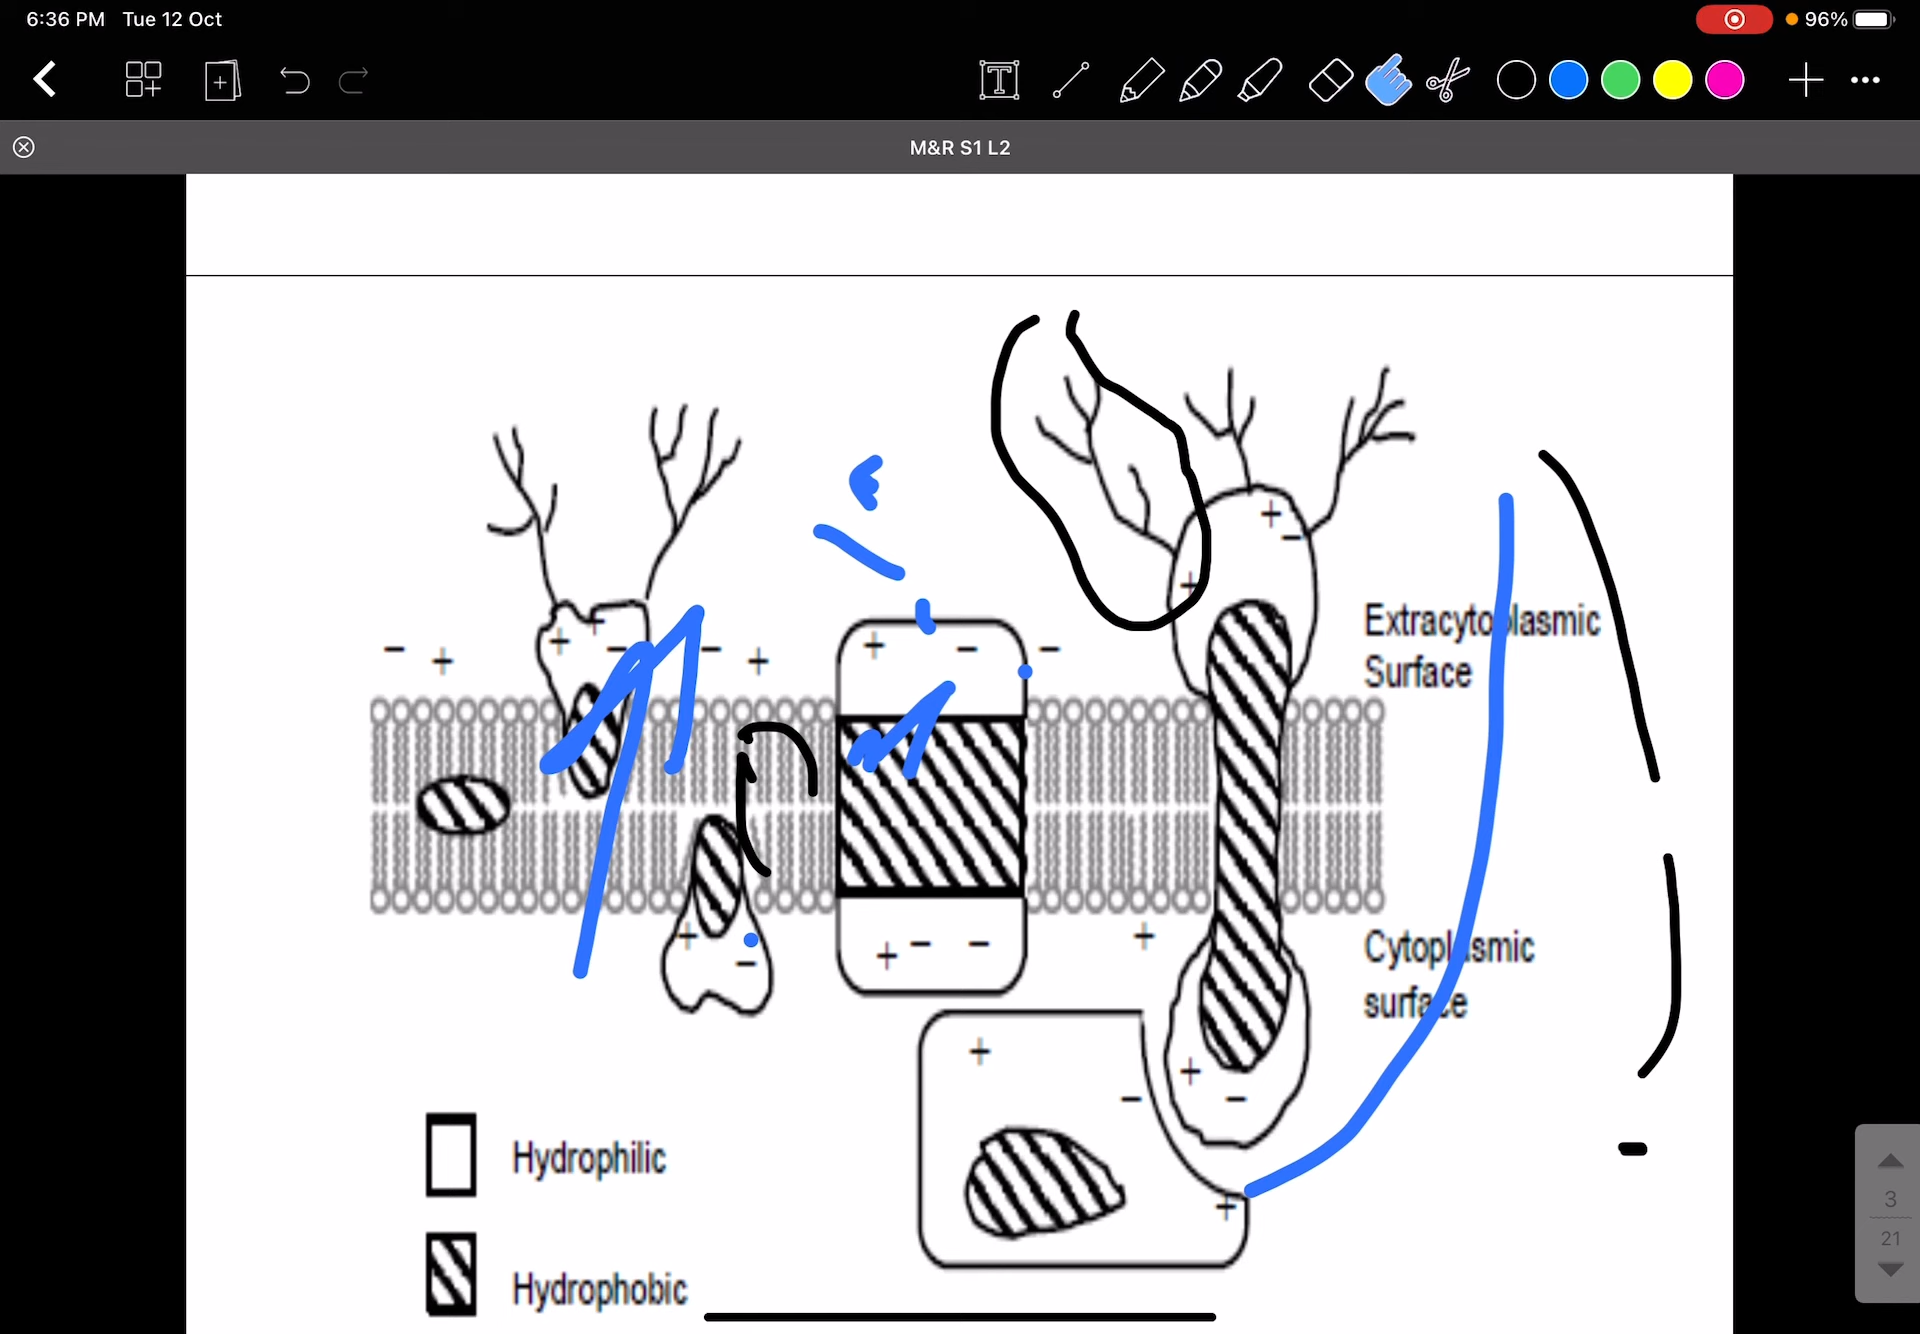 6:36 PM Tue 12 Oct
96%
T
M&R S1 L2
+ -
+
+ + -
- + - + + - -
Extracytoplasmic
Surface
+ - + - - +
Cytoplasmic
surface
+ - + -
+
Hydrophilic
Hydrophobic
3
21